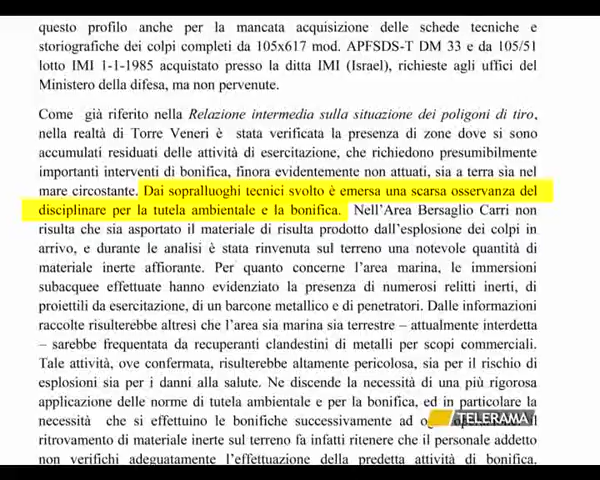 questo profilo anche per la mancata acquisizione delle schede tecniche e
storiografiche dei colpi completi da 105x617 mod. APFSDS-T DM 33 e da 105/51
lotto IMI 1-1-1985 acquistato presso la ditta IMI (Israel), richieste agli uffici del
Ministero della difesa, ma non pervenute.
Come già riferito nella Relazione intermedia sulla situazione dei poligoni di tiro,
nella realtà di Torre Veneri è stata verificata la presenza di zone dove si sono
accumulati residuati delle attività di esercitazione, che richiedono presumibilmente
importanti interventi di bonifica, finora evidentemente non attuati, sia a terra sia nel
mare circostante. Dai sopralluoghi tecnici svolto è emersa una scarsa osservanza del
disciplinare per la tutela ambientale e la bonifica. Nell'Area Bersaglio Carri non
risulta che sia asportato il materiale di risulta prodotto dall'esplosione dei colpi in
arrivo, e durante le analisi è stata rinvenuta sul terreno una notevole quantità di
materiale inerte affiorante. Per quanto concerne l'area marina, le immersioni
subacquee effettuate hanno evidenziato la presenza di numerosi relitti inerti, di
proiettili da esercitazione, di un barcone metallico e di penetratori. Dalle informazioni
raccolte risulterebbe altresì che l'area sia marina sia terrestre – attualmente interdetta
– sarebbe frequentata da recuperanti clandestini di metalli per scopi commerciali.
Tale attività, ove confermata, risulterebbe altamente pericolosa, sia per il rischio di
esplosioni sia per i danni alla salute. Ne discende la necessità di una più rigorosa
applicazione delle norme di tutela ambientale e per la bonifica, ed in particolare la
necessità che si effettuino le bonifiche successivamente ad Il
TELERAMA
ritrovamento di materiale inerte sul terreno fa infatti ritenere che il personale addetto
non verifichi adeguatamente l'effettuazione della predetta attività di bonifica,